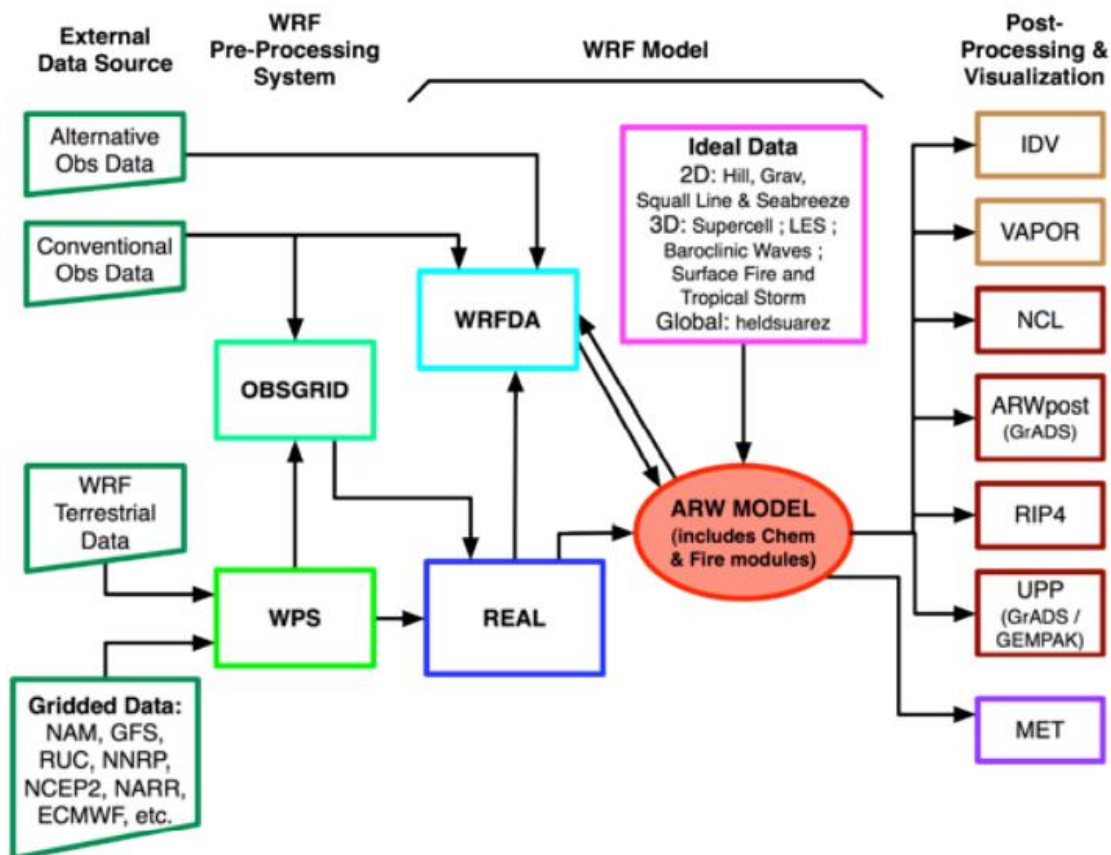 External
Data Source
WRF
Pre-Processing
System
WRF Model
Post-
Processing &
Visualization
Alternative
Obs Data
Conventional
Obs Data
WRF
Terrestrial
Data
Gridded Data:
NAM, GFS,
RUC, NNRP,
NCEP2, NARR,
ECMWF, etc.
OBSGRID
WPS
WRFDA
REAL
Ideal Data
2D: Hill, Grav,
Squall Line & Seabreeze
3D: Supercell ; LES ;
Baroclinic Waves ;
Surface Fire and
Tropical Storm
Global: heldsuarez
ARW MODEL
(includes Chem
& Fire modules)
IDV
VAPOR
NCL
ARWpost
(GrADS)
RIP4
UPP
(GrADS /
GEMPAK)
MET